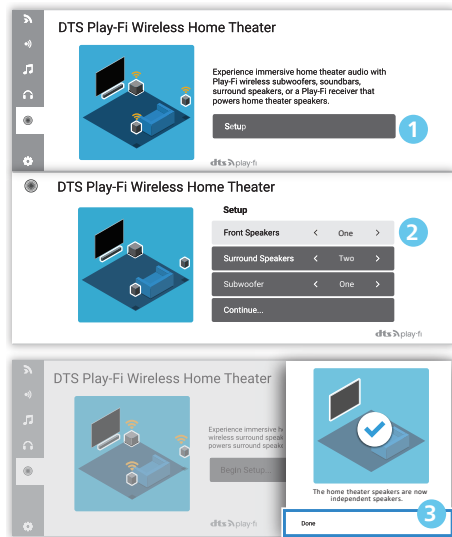 DTS Play-Fi Wireless Home Theater
Experience immersive home theater audio with
Play-Fi wireless subwoofers, soundbars,
surround speakers, or a Play-Fi receiver that
powers home theater speakers.
Setup
1
dts play-fi
DTS Play-Fi Wireless Home Theater
Setup
Front Speakers < One >
2
Surround Speakers < Two >
Subwoofer < One >
Continue...
dts play-fi
DTS Play-Fi Wireless Home Theater
Experience immersive
wireless surround speak
powers surround speake
Begin Setup...
dts play-fi
The home theater speakers are now
independent speakers.
3
Done